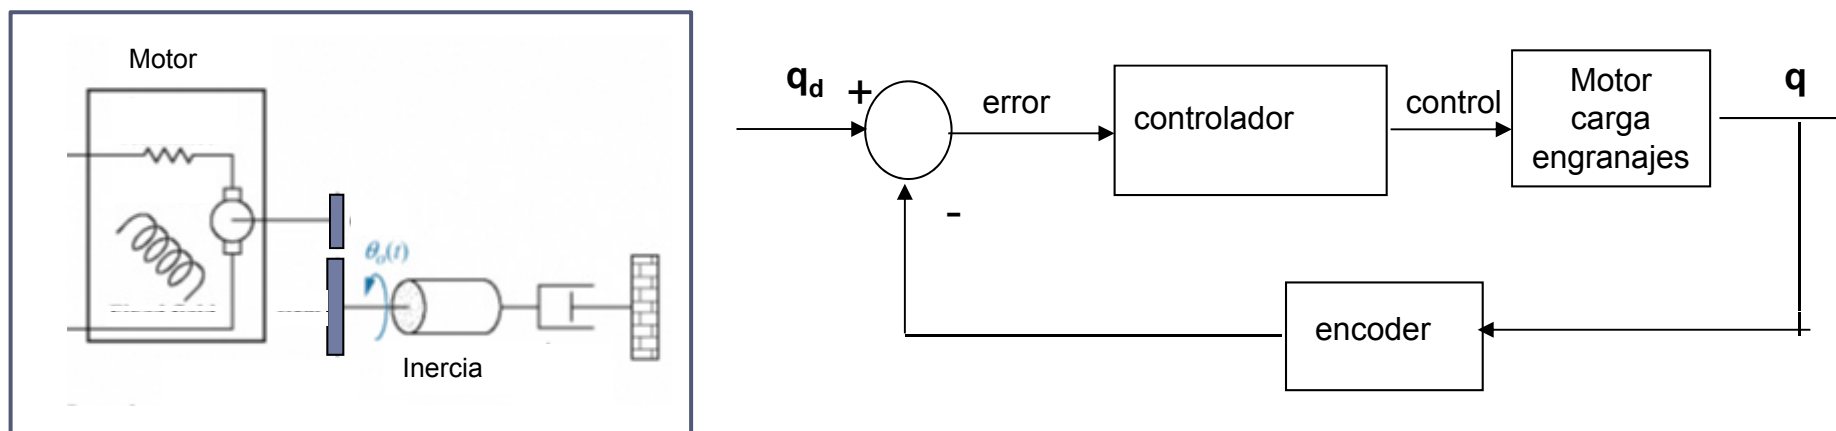 Motor
θo(t)
Inercia
qd
+
-
error
controlador
control
Motor
carga
engranajes
q
encoder